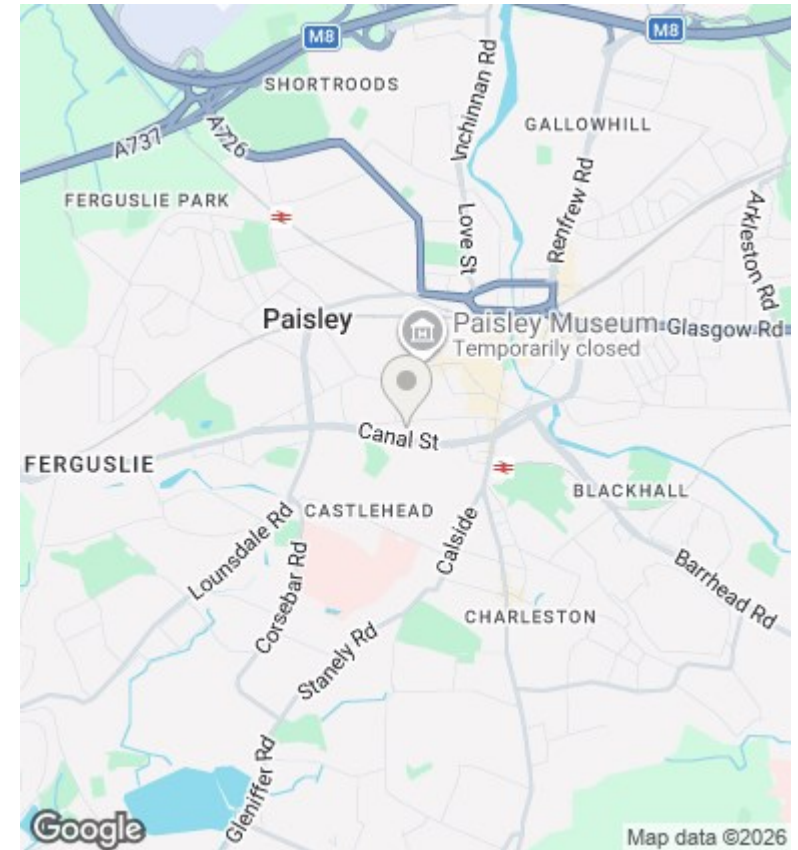 M8
M8
SHORTROODS
Inchinnan Rd
GALLOWHILL
A737
A726
FERGUSLIE PARK
Love St
Renfrew Rd
Arkleston Rd
Paisley
Paisley Museum
Temporarily closed
Glasgow Rd
Canal St
FERGUSLIE
BLACKHALL
CASTLEHEAD
Lounsdale Rd
Corsebar Rd
Calside
Barrhead Rd
CHARLESTON
Stanely Rd
Gleniffer Rd
Google
Map data ©2026